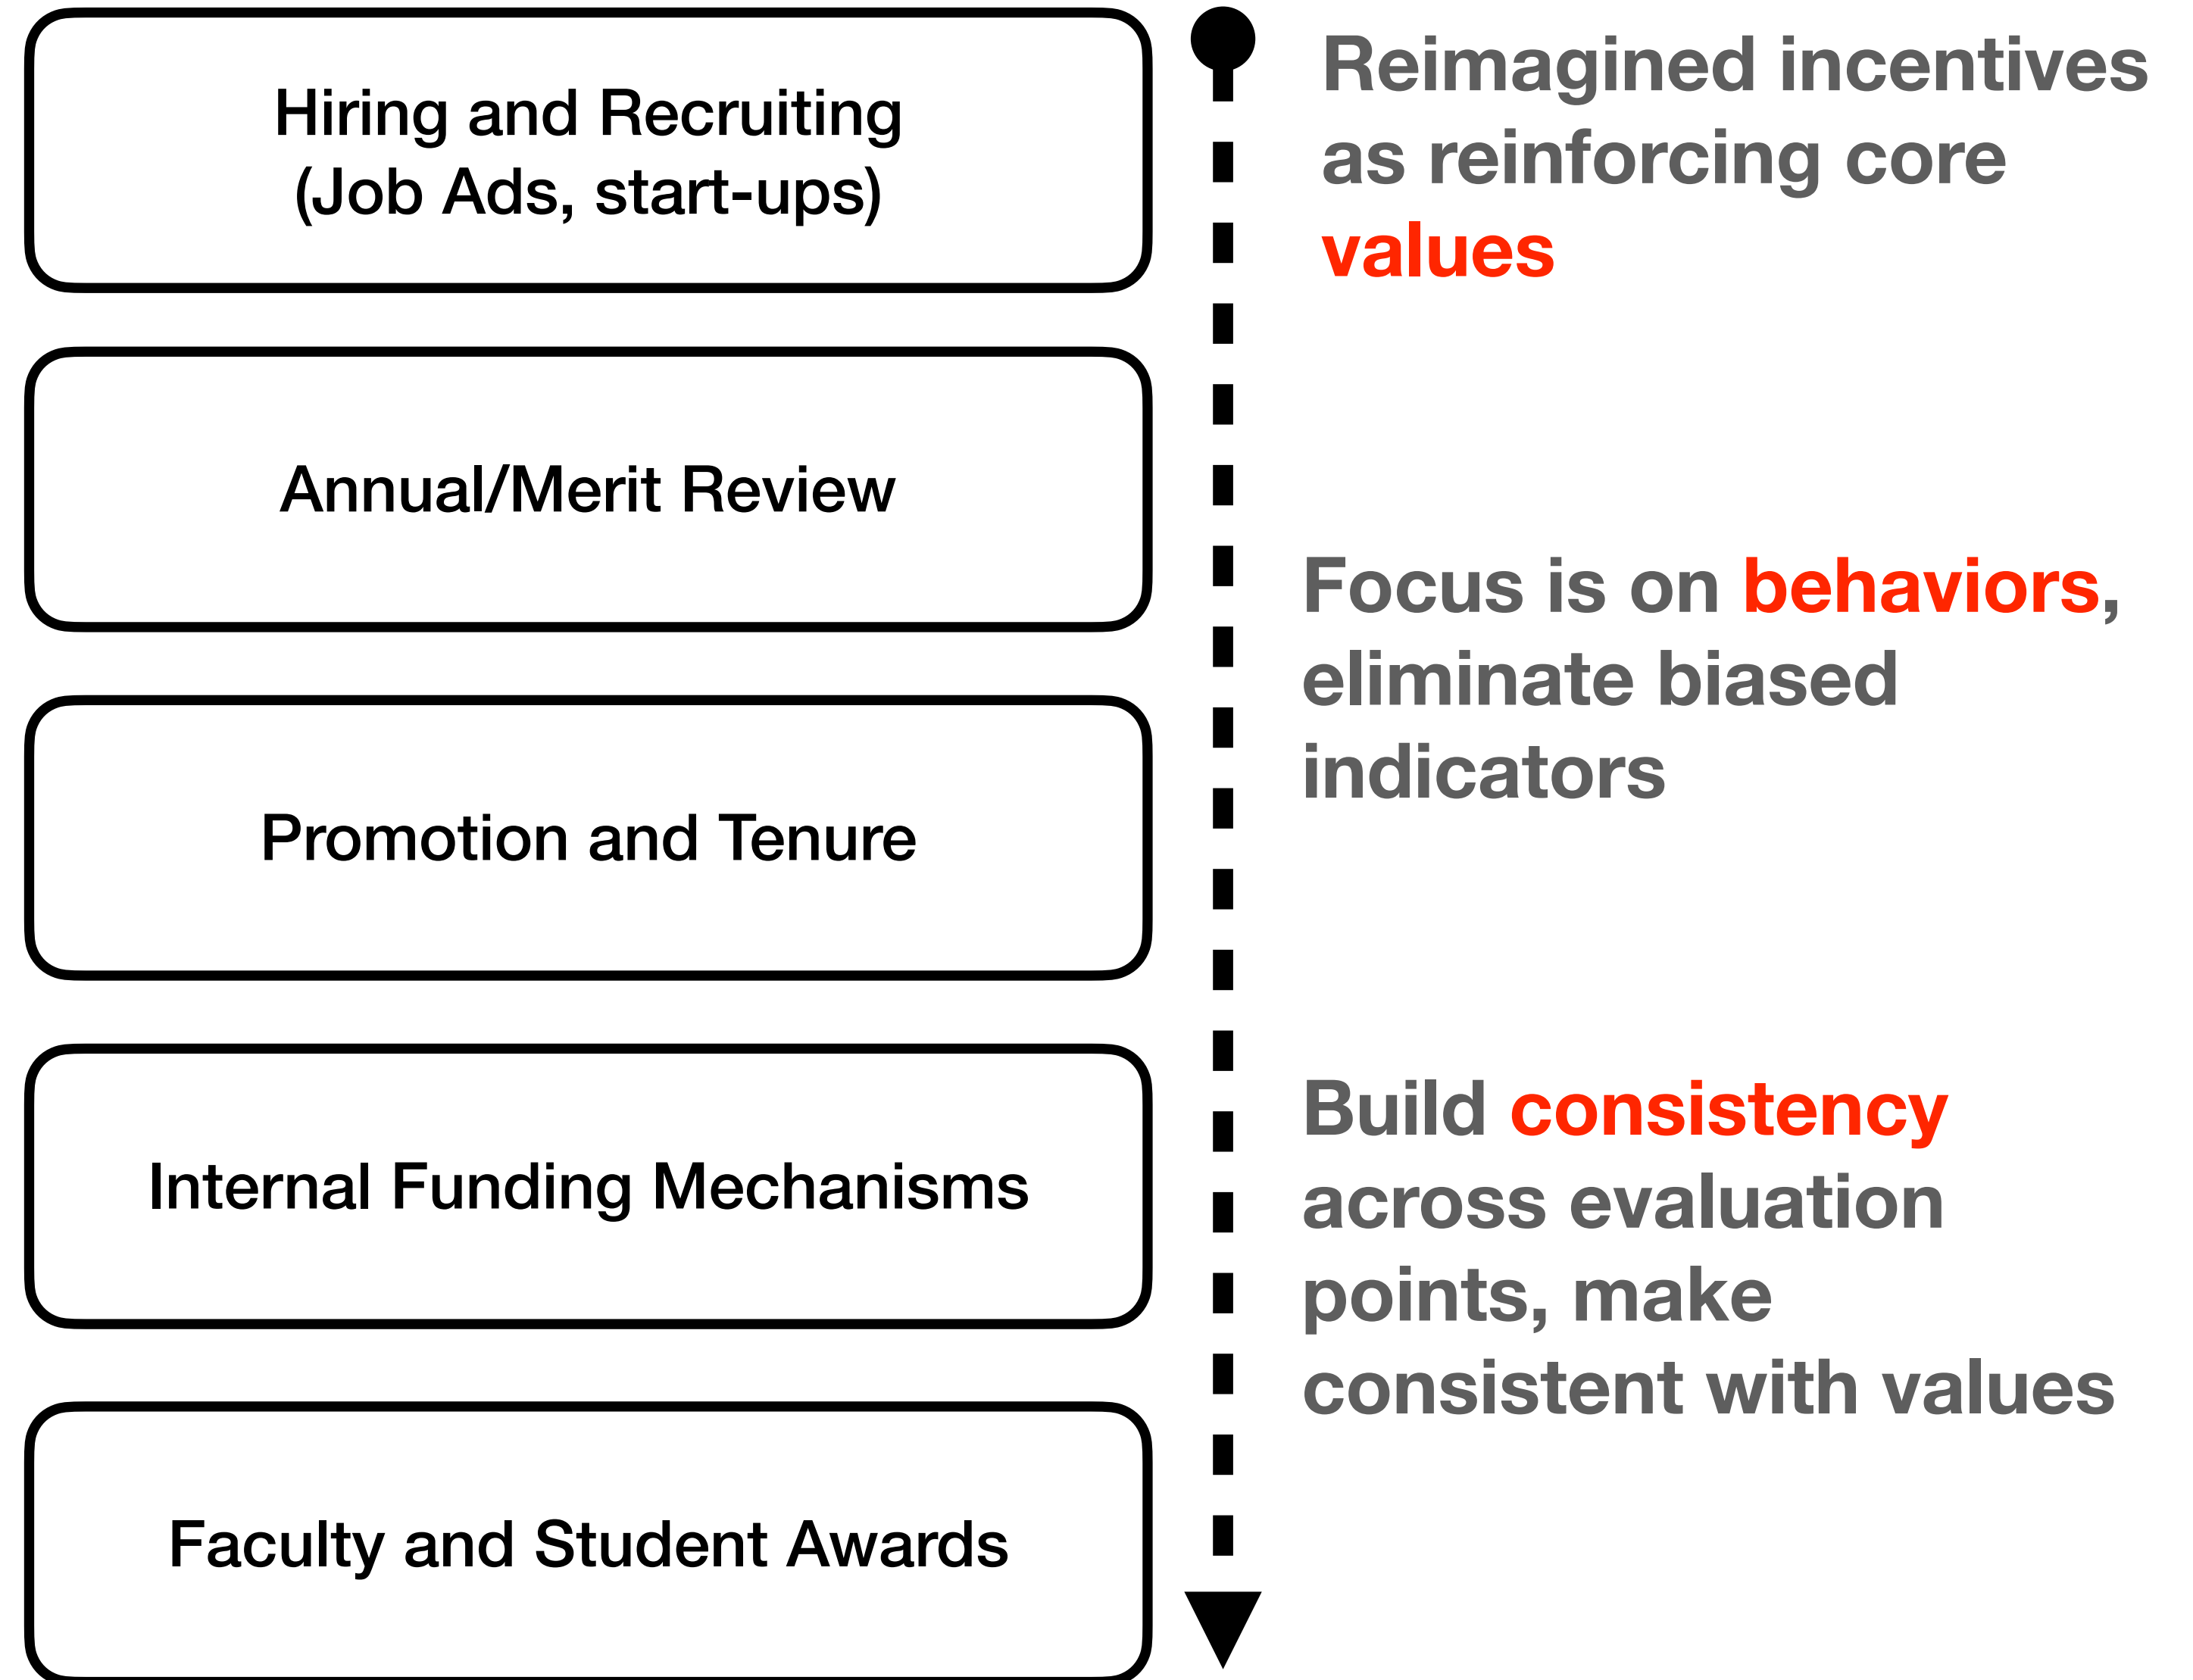 Hiring and Recruiting
(Job Ads, start-ups)
Annual/Merit Review
Promotion and Tenure
Internal Funding Mechanisms
Faculty and Student Awards
Reimagined incentives
as reinforcing core
values
Focus is on behaviors,
eliminate biased
indicators
Build consistency
across evaluation
points, make
consistent with values